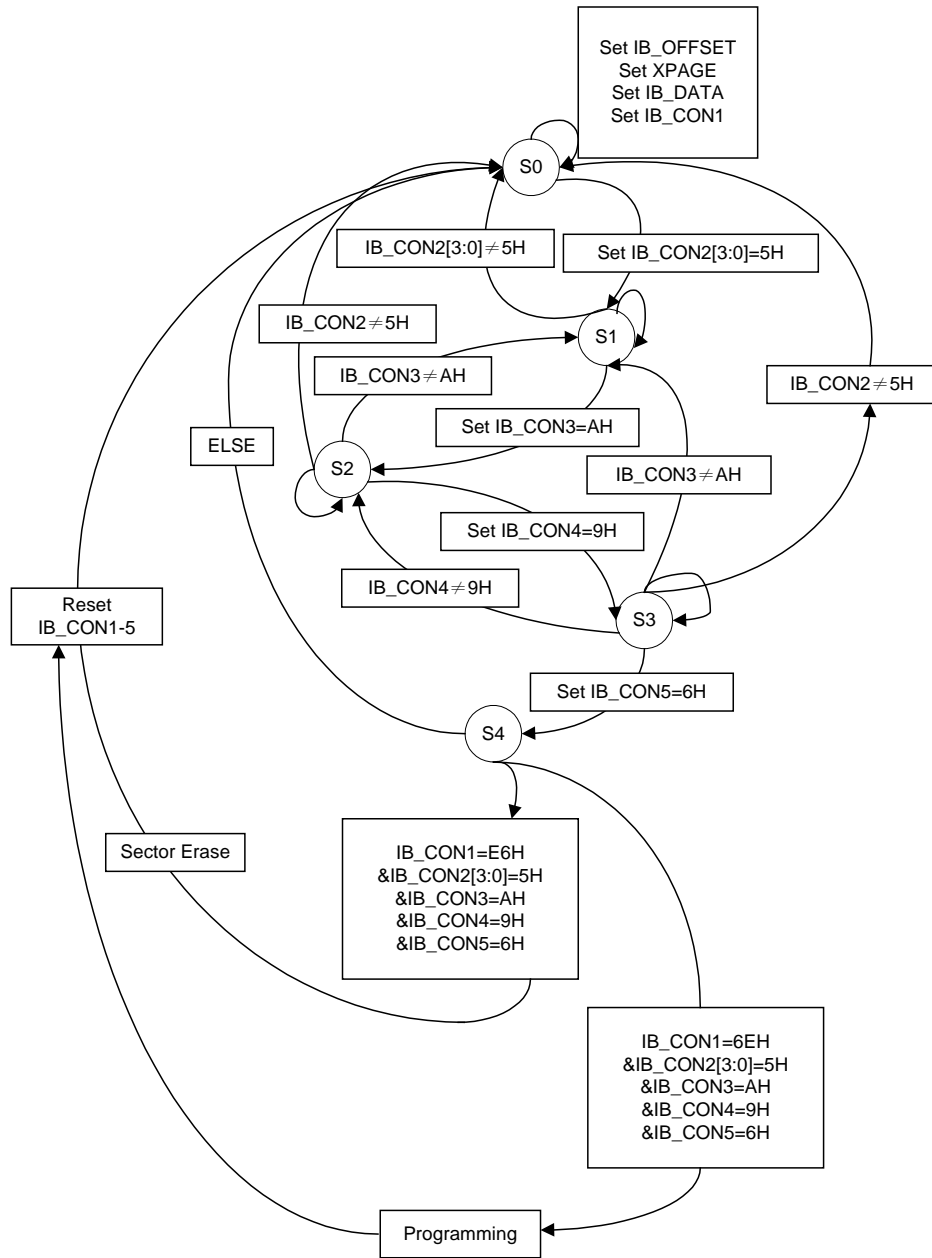 Set IB_OFFSET
Set XPAGE
Set IB_DATA
Set IB_CON1
S0
IB_CON2[3:0]≠5H
Set IB_CON2[3:0]=5H
IB_CON2≠5H
S1
IB_CON3≠AH
IB_CON2≠5H
Set IB_CON3=AH
ELSE
S2
IB_CON3≠AH
Set IB_CON4=9H
IB_CON4≠9H
Reset
IB_CON1-5
S3
Set IB_CON5=6H
S4
Sector Erase
IB_CON1=E6H
&IB_CON2[3:0]=5H
&IB_CON3=AH
&IB_CON4=9H
&IB_CON5=6H
IB_CON1=6EH
&IB_CON2[3:0]=5H
&IB_CON3=AH
&IB_CON4=9H
&IB_CON5=6H
Programming